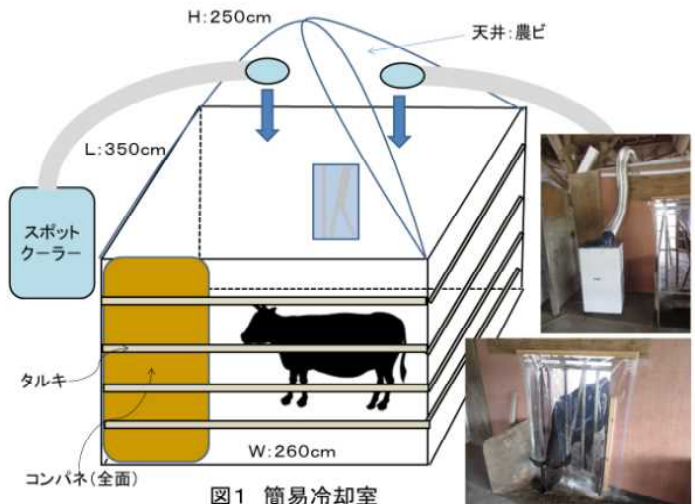 H:250cm
天井:農ビ
L:350cm
スポット
クーラー
タルキ
W:260cm
コンパネ(全面)
図1 簡易冷却室